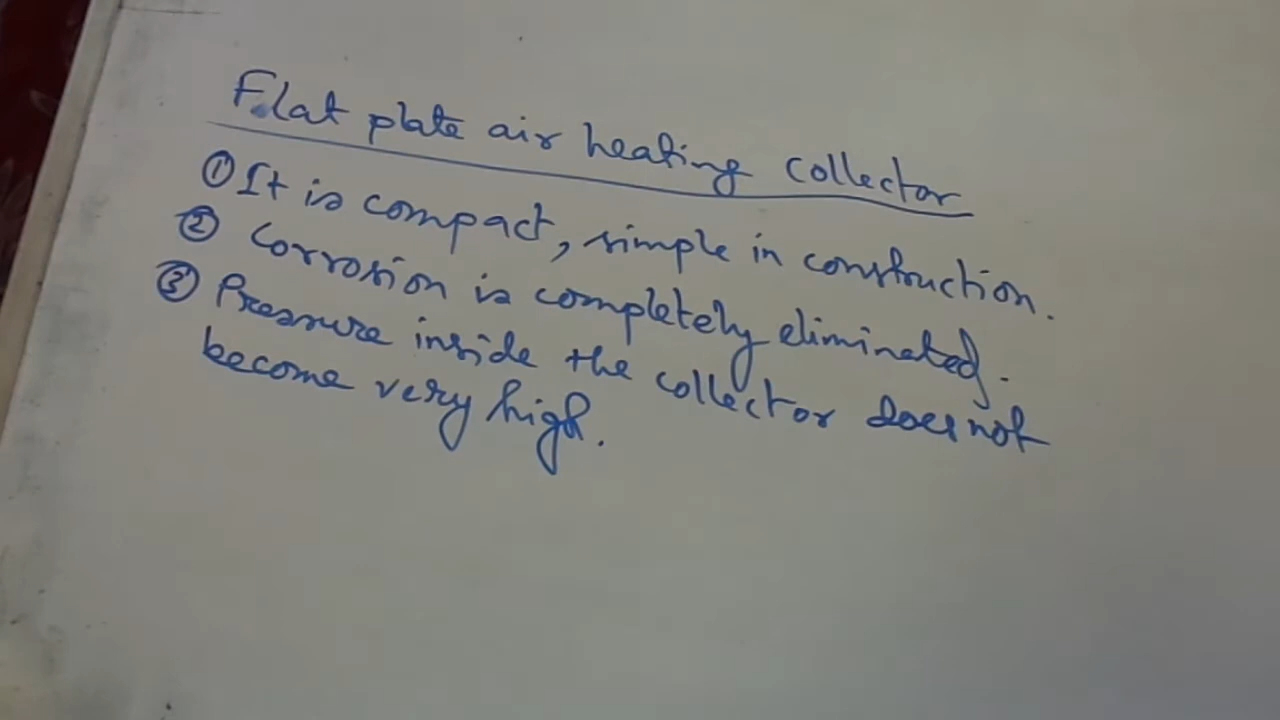 Flat plate air heating collector
① It is compact, simple in construction.
② Corrosion is completely eliminated.
③ Pressure inside the collector does not
become very high.